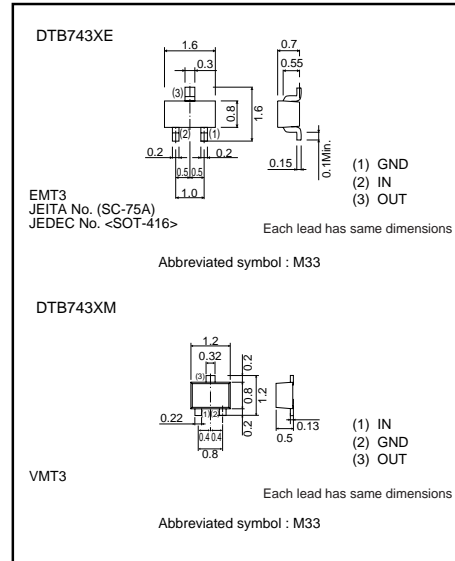 DTB743XE
1.6
0.3
(3)
(2)
(1)
0.8
1.6
0.2
0.2
0.5 0.5
1.0
0.7
0.55
0.15
0.1Min.
(1) GND
(2) IN
(3) OUT
EMT3
JEITA No. (SC-75A)
JEDEC No. <SOT-416>
Each lead has same dimensions
Abbreviated symbol : M33
DTB743XM
1.2
0.32
(3)
(1)
(2)
0.2
0.8
1.2
0.2
0.22
0.4 0.4
0.8
0.13
0.5
(1) IN
(2) GND
(3) OUT
VMT3
Each lead has same dimensions
Abbreviated symbol : M33